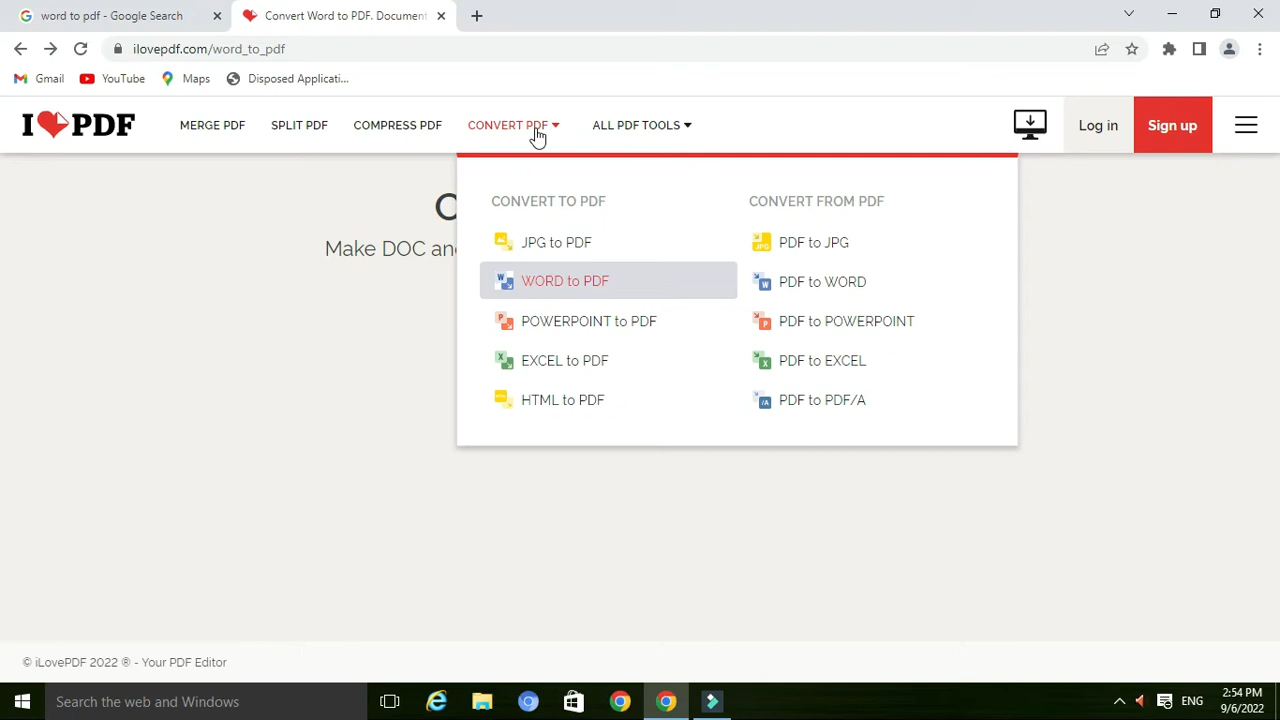 word to pdf - Google Search
Convert Word to PDF. Document
ilovepdf.com/word_to_pdf
Gmail
YouTube
Maps
Disposed Applicati...
I PDF
MERGE PDF
SPLIT PDF
COMPRESS PDF
CONVERT PDF
ALL PDF TOOLS
Log in
Sign up
C
Make DOC and
CONVERT TO PDF
JPG to PDF
WORD to PDF
POWERPOINT to PDF
EXCEL to PDF
HTML to PDF
CONVERT FROM PDF
PDF to JPG
PDF to WORD
PDF to POWERPOINT
PDF to EXCEL
PDF to PDF/A
© iLovePDF 2022 ® - Your PDF Editor
Search the web and Windows
ENG
2:54 PM
9/6/2022